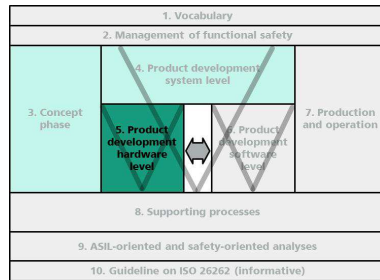 1. Vocabulary
2. Management of functional safety
4. Product development
system level
3. Concept
phase
5. Product
development
hardware
level
6. Product
development
software
level
7. Production
and operation
8. Supporting processes
9. ASIL-oriented and safety-oriented analyses
10. Guideline on ISO 26262 (informative)